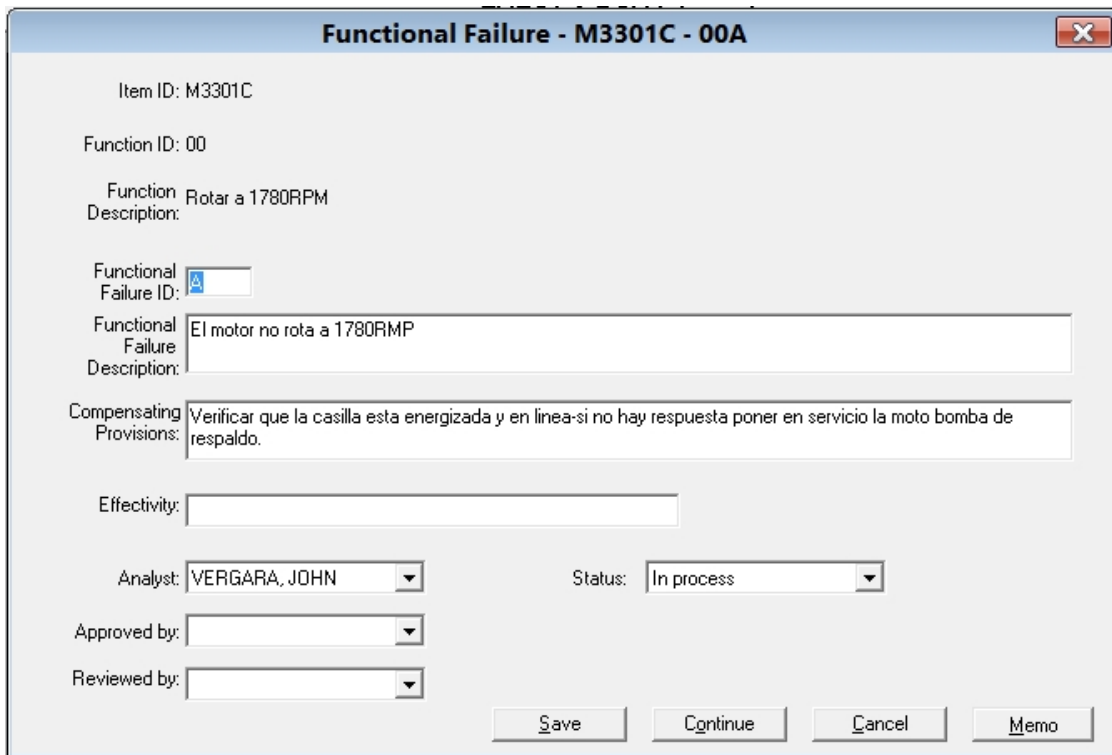 Functional Failure - M3301C - 00A
Item ID: M3301C
Function ID: 00
Function
Description: Rotar a 1780RPM
Functional
Failure ID: A
Functional
Failure
Description: El motor no rota a 1780RMP
Compensating
Provisions: Verificar que la casilla esta energizada y en linea-si no hay respuesta poner en servicio la moto bomba de
respaldo.
Effectivity:
Analyst: VERGARA, JOHN Status: In process
Approved by:
Reviewed by:
Save Continue Cancel Memo